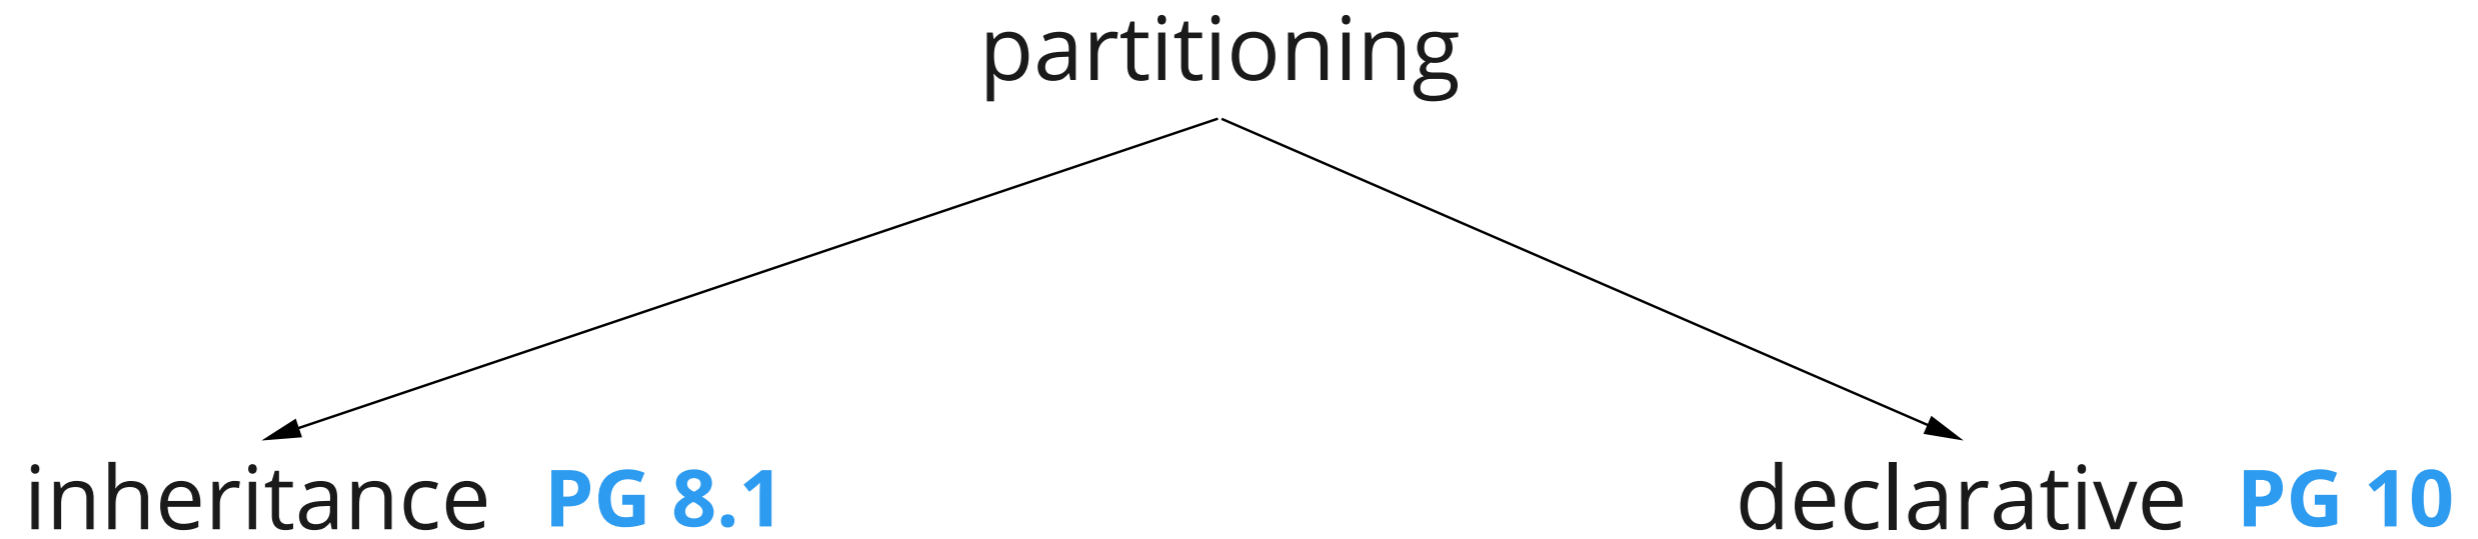 partitioning
inheritance PG 8.1
declarative PG 10